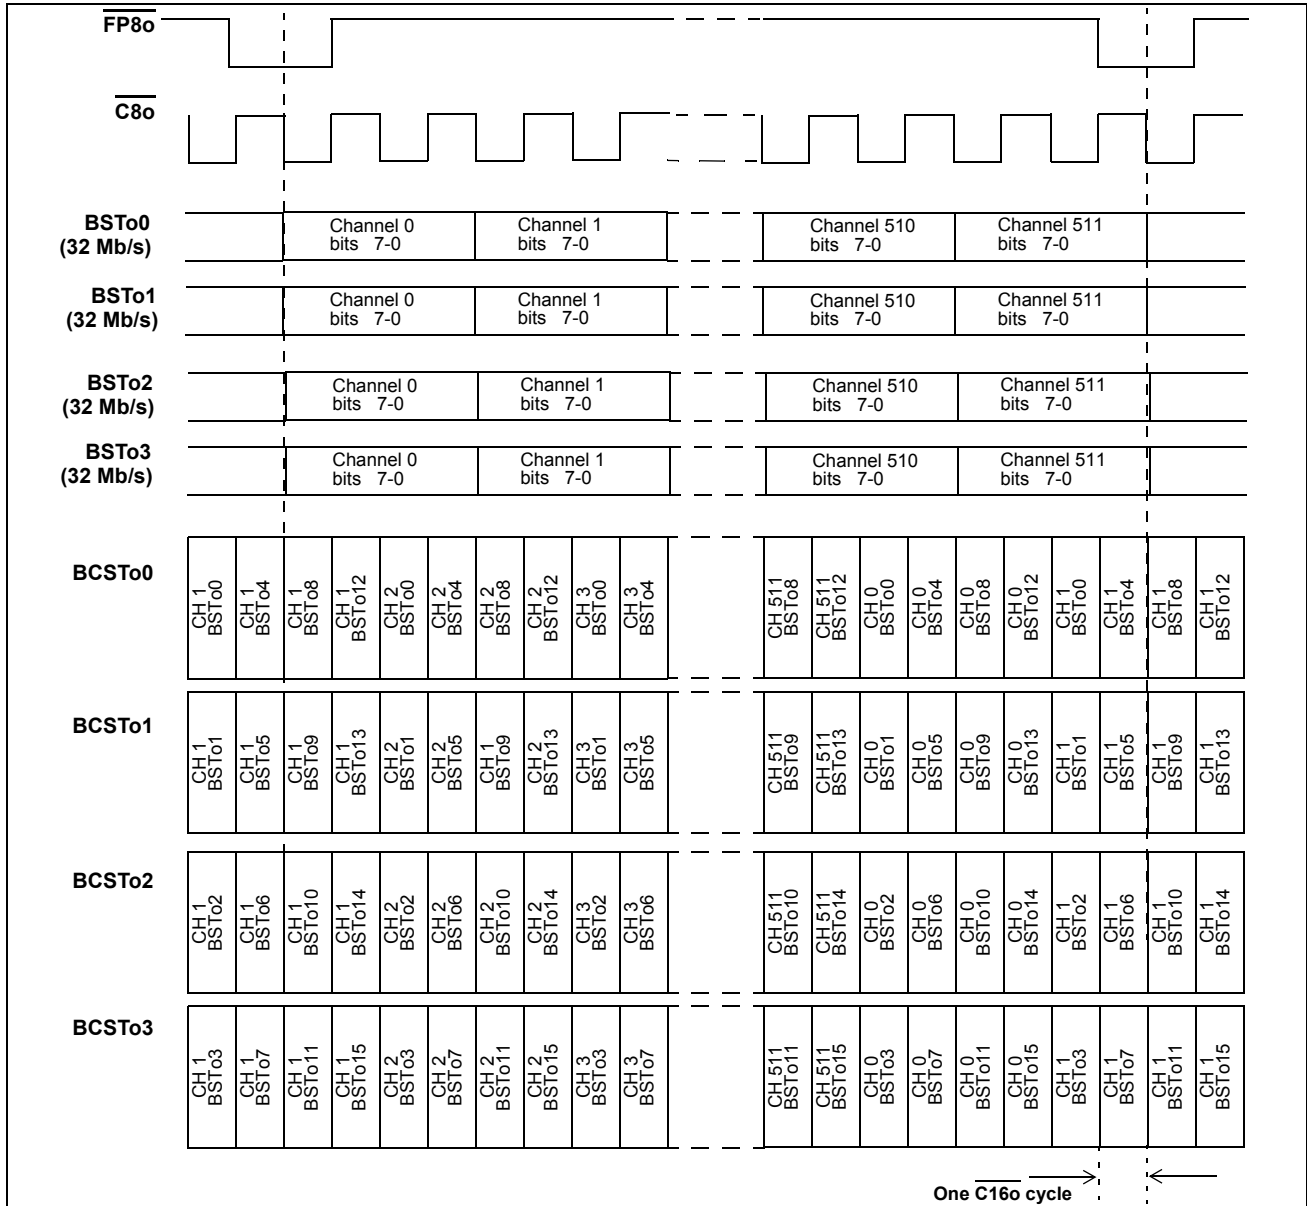 FP8o
C8o
BSTo0
(32 Mb/s)
Channel 0
bits 7-0
Channel 1
bits 7-0
Channel 510
bits 7-0
Channel 511
bits 7-0
BSTo1
(32 Mb/s)
Channel 0
bits 7-0
Channel 1
bits 7-0
Channel 510
bits 7-0
Channel 511
bits 7-0
BSTo2
(32 Mb/s)
Channel 0
bits 7-0
Channel 1
bits 7-0
Channel 510
bits 7-0
Channel 511
bits 7-0
BSTo3
(32 Mb/s)
Channel 0
bits 7-0
Channel 1
bits 7-0
Channel 510
bits 7-0
Channel 511
bits 7-0
BCSTo0
CH 1
BSTo0
CH 1
BSTo4
CH 1
BSTo8
CH 1
BSTo12
CH 2
BSTo0
CH 2
BSTo4
CH 2
BSTo8
CH 2
BSTo12
CH 3
BSTo0
CH 3
BSTo4
CH 511
BSTo8
CH 511
BSTo12
CH 0
BSTo0
CH 0
BSTo4
CH 0
BSTo8
CH 0
BSTo12
CH 1
BSTo0
CH 1
BSTo4
CH 1
BSTo8
CH 1
BSTo12
BCSTo1
CH 1
BSTo1
CH 1
BSTo5
CH 1
BSTo9
CH 1
BSTo13
CH 2
BSTo1
CH 2
BSTo5
CH 1
BSTo9
CH 2
BSTo13
CH 3
BSTo1
CH 3
BSTo5
CH 511
BSTo9
CH 511
BSTo13
CH 0
BSTo1
CH 0
BSTo5
CH 0
BSTo9
CH 0
BSTo13
CH 1
BSTo1
CH 1
BSTo5
CH 1
BSTo9
CH 1
BSTo13
BCSTo2
CH 1
BSTo2
CH 1
BSTo6
CH 1
BSTo10
CH 1
BSTo14
CH 2
BSTo2
CH 2
BSTo6
CH 2
BSTo10
CH 2
BSTo14
CH 3
BSTo2
CH 3
BSTo6
CH 511
BSTo10
CH 511
BSTo14
CH 0
BSTo2
CH 0
BSTo6
CH 0
BSTo10
CH 0
BSTo14
CH 1
BSTo2
CH 1
BSTo6
CH 1
BSTo10
CH 1
BSTo14
BCSTo3
CH 1
BSTo3
CH 1
BSTo7
CH 1
BSTo11
CH 1
BSTo15
CH 2
BSTo3
CH 2
BSTo7
CH 2
BSTo11
CH 2
BSTo15
CH 3
BSTo3
CH 3
BSTo7
CH 511
BSTo11
CH 511
BSTo15
CH 0
BSTo3
CH 0
BSTo7
CH 0
BSTo11
CH 0
BSTo15
CH 1
BSTo3
CH 1
BSTo7
CH 1
BSTo11
CH 1
BSTo15
One C16o cycle